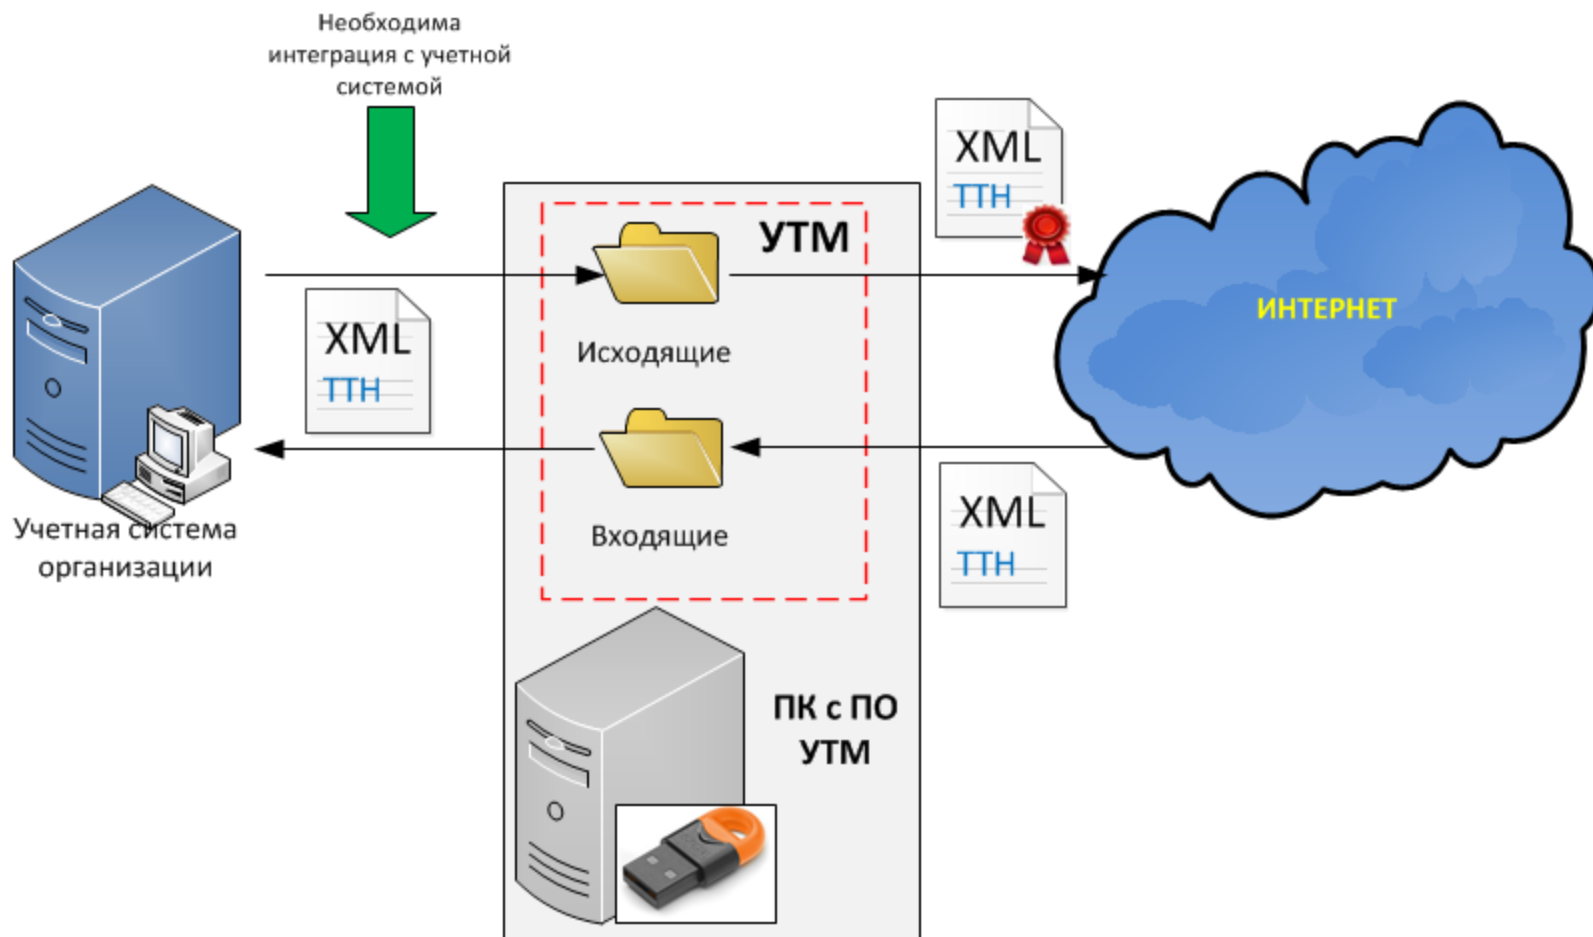 Необходима
интеграция с учетной
системой
XML
ТТН
УТМ
Исходящие
XML
ТТН
ИНТЕРНЕТ
Входящие
XML
ТТН
Учетная система
организации
ПК с ПО
УТМ